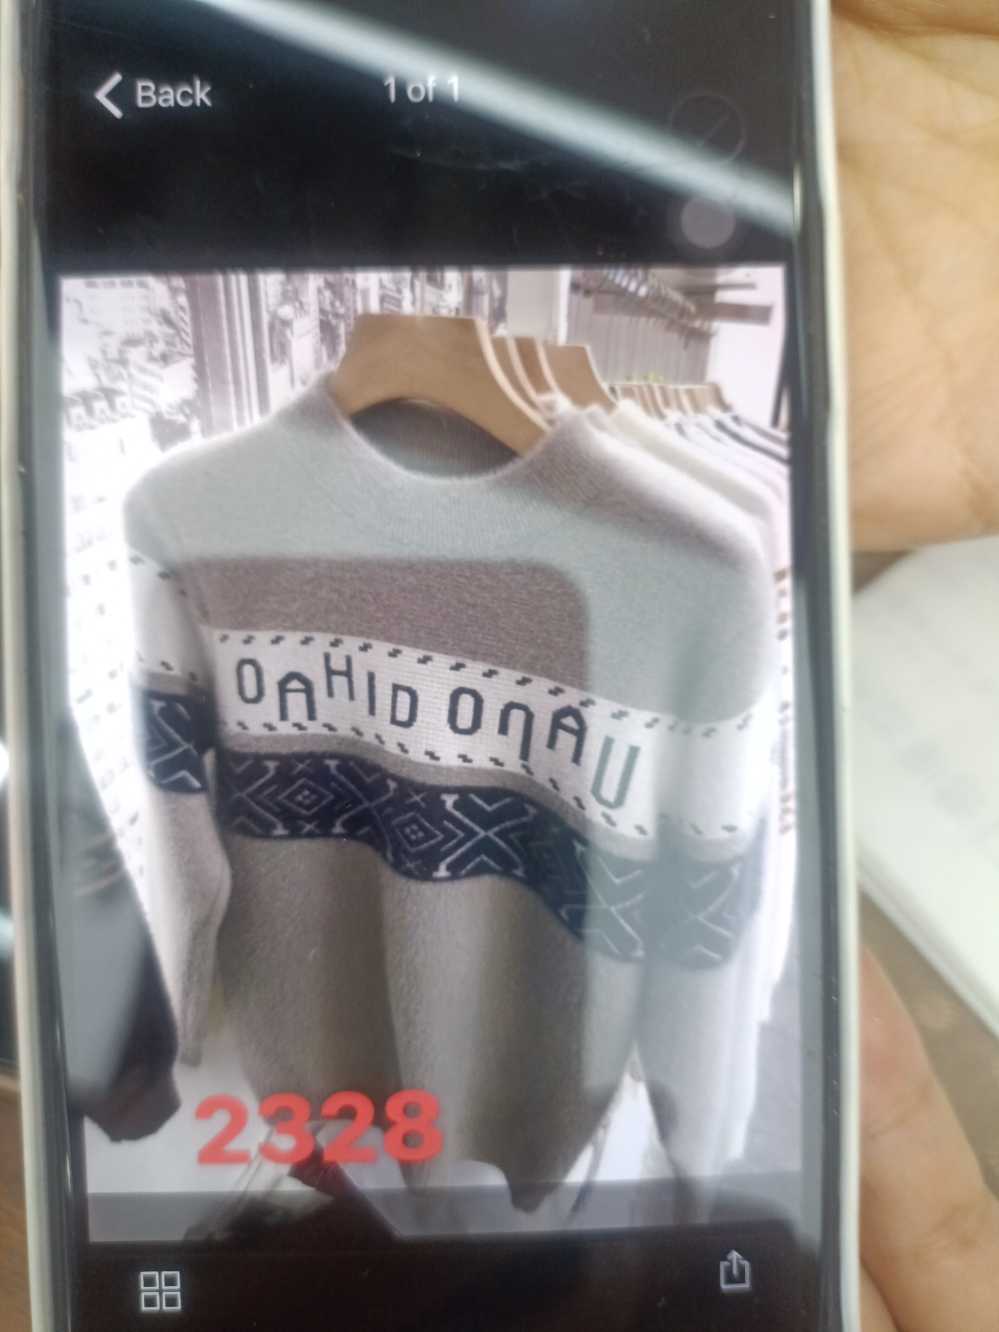 Back
1 of 1
OAHID ONAU
2328